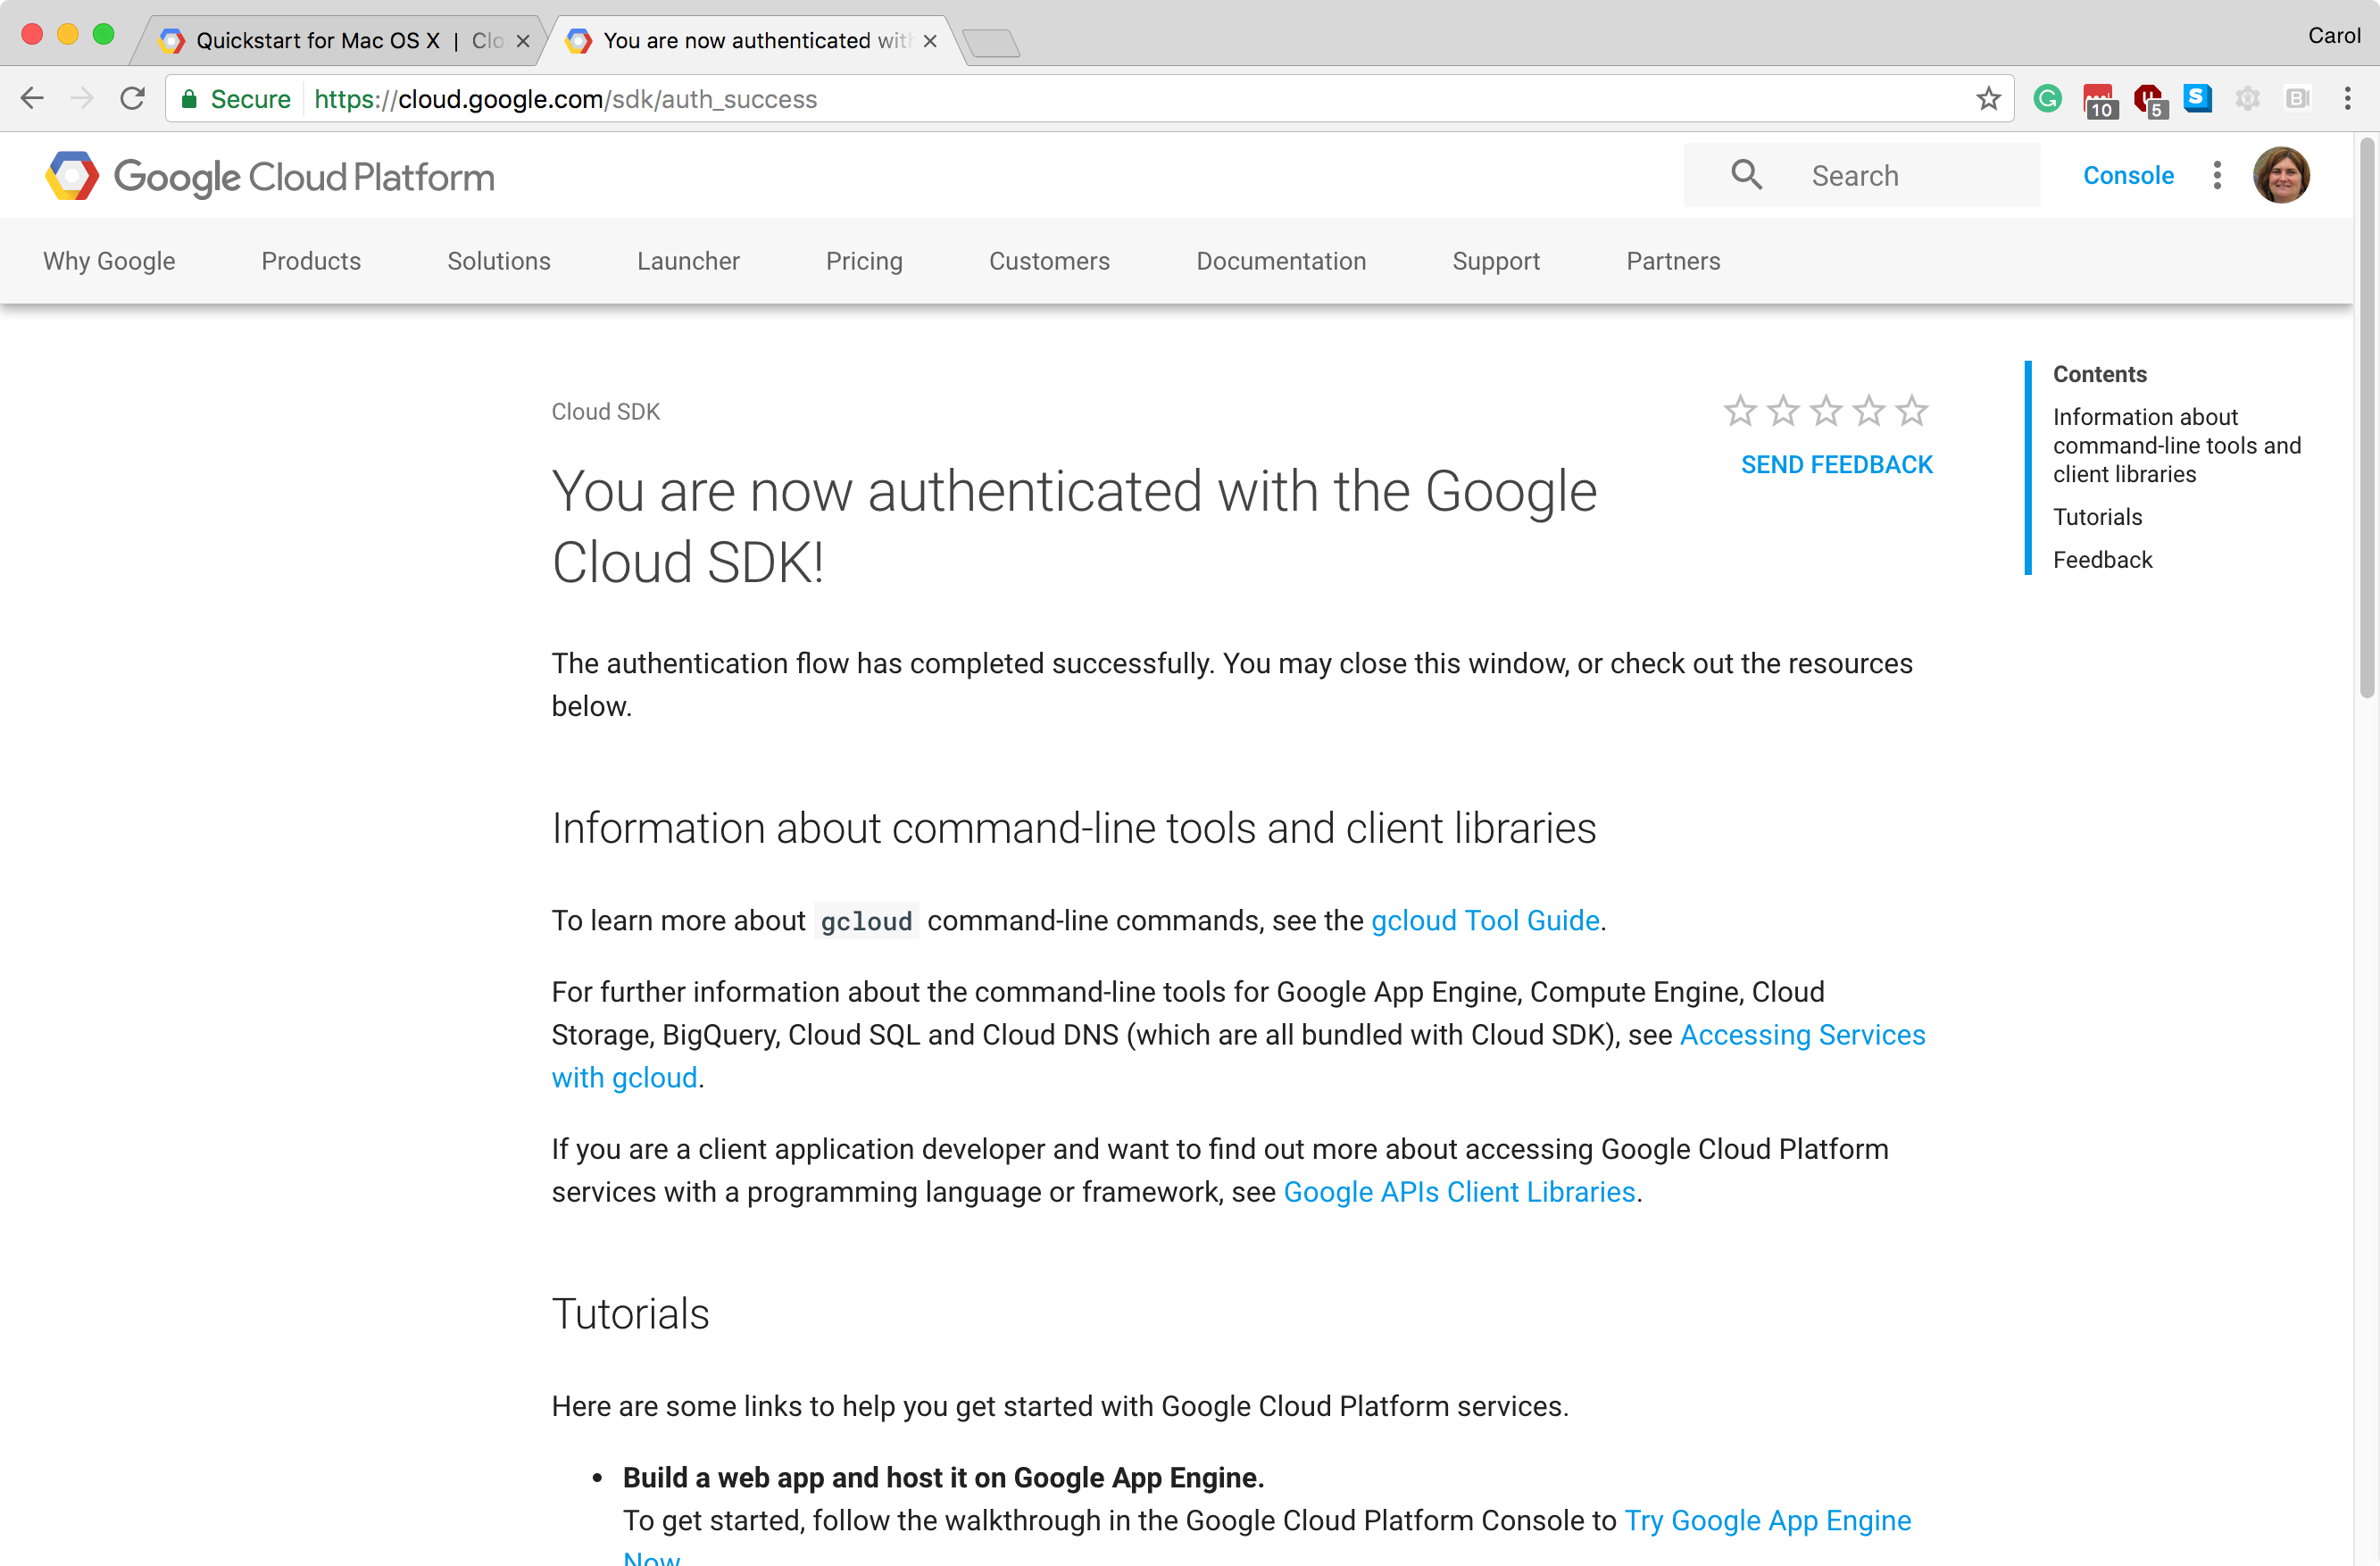 Quickstart for Mac OS X | Clo
You are now authenticated with
Carol
Secure https://cloud.google.com/sdk/auth_success
10
5
S
B
Google Cloud Platform
Search
Console
Why Google Products Solutions Launcher Pricing Customers Documentation Support Partners
Cloud SDK
SEND FEEDBACK
You are now authenticated with the Google
Cloud SDK!
The authentication flow has completed successfully. You may close this window, or check out the resources
below.
Information about command-line tools and client libraries
To learn more about gcloud command-line commands, see the gcloud Tool Guide.
For further information about the command-line tools for Google App Engine, Compute Engine, Cloud
Storage, BigQuery, Cloud SQL and Cloud DNS (which are all bundled with Cloud SDK), see Accessing Services
with gcloud.
If you are a client application developer and want to find out more about accessing Google Cloud Platform
services with a programming language or framework, see Google APIs Client Libraries.
Tutorials
Here are some links to help you get started with Google Cloud Platform services.
• Build a web app and host it on Google App Engine.
To get started, follow the walkthrough in the Google Cloud Platform Console to Try Google App Engine
Now
Contents
Information about
command-line tools and
client libraries
Tutorials
Feedback